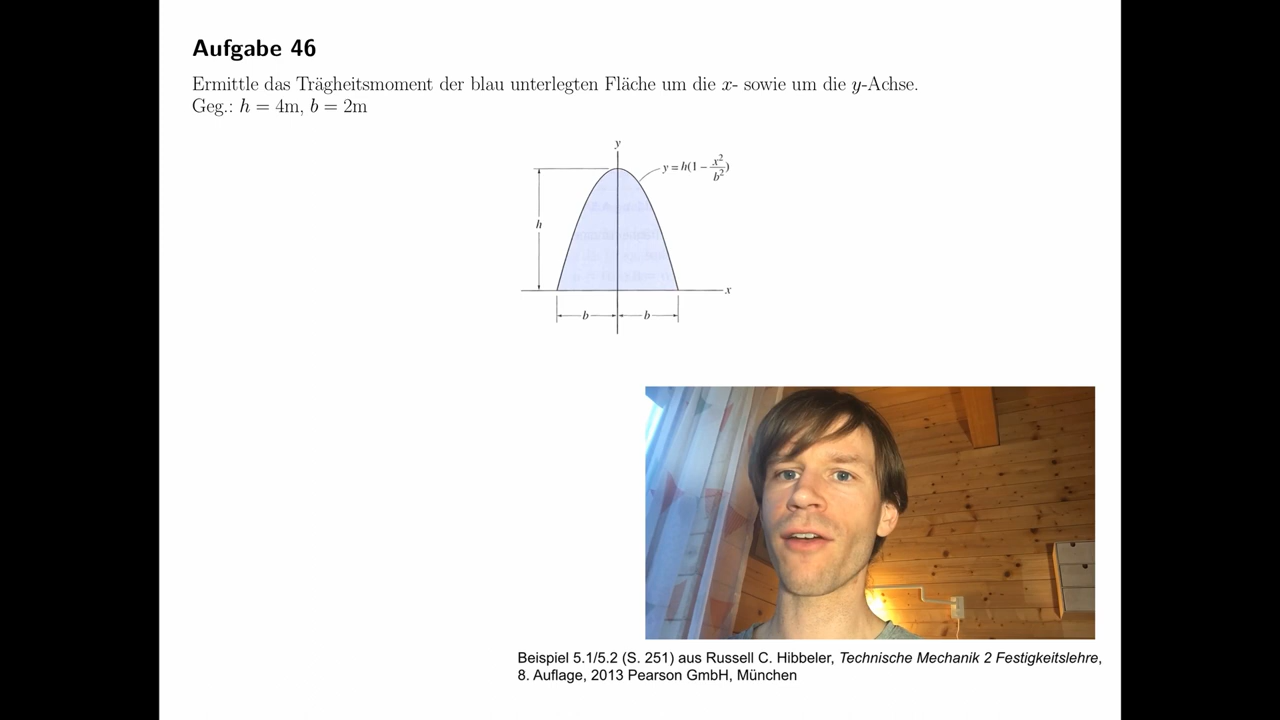 Aufgabe 46
Ermittle das Trägheitsmoment der blau unterlegten Fläche um die x- sowie um die y-Achse.
Geg.: h = 4m, b = 2m
y
y = h(1 − x²/b²)
h
x
b b
Beispiel 5.1/5.2 (S. 251) aus Russell C. Hibbeler, Technische Mechanik 2 Festigkeitslehre,
8. Auflage, 2013 Pearson GmbH, München